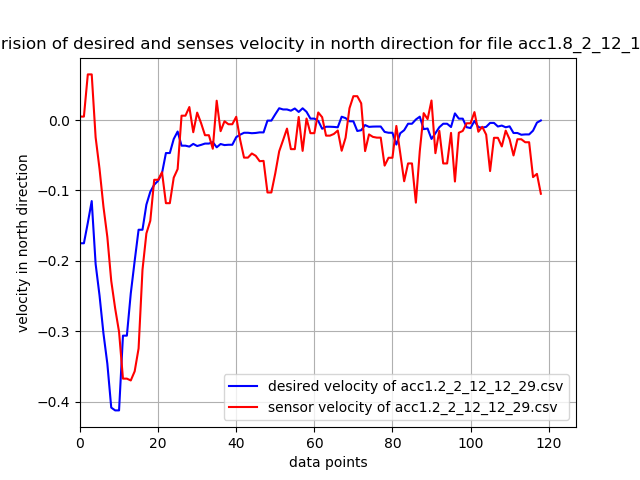 rision of desired and senses velocity in north direction for file acc1.8_2_12_1
velocity in north direction
0.0
−0.1
−0.2
−0.3
−0.4
desired velocity of acc1.2_2_12_12_29.csv
sensor velocity of acc1.2_2_12_12_29.csv
0 20 40 60 80 100 120
data points